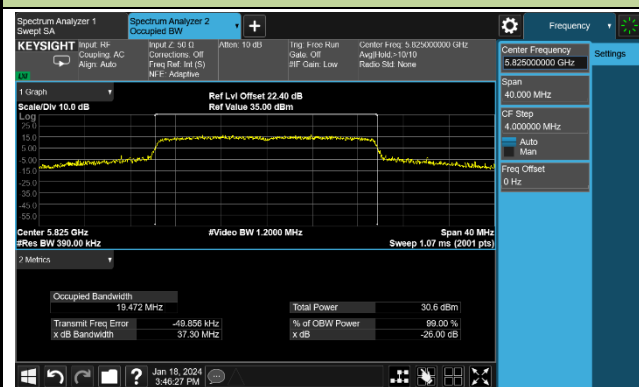 Spectrum Analyzer 1
Swept SA
Spectrum Analyzer 2
Occupied BW
Frequency
KEYSIGHT
Input: RF
Coupling: AC
Align: Auto
Input Z: 50 Ω
Corrections: Off
Freq Ref: Int (S)
NFE: Adaptive
Atten: 10 dB
Trig: Free Run
Gate: Off
#IF Gain: Low
Center Freq: 5.825000000 GHz
Avg|Hold:>10/10
Radio Std: None
Center Frequency
5.825000000 GHz
Settings
Span
40.000 MHz
CF Step
4.000000 MHz
Auto
Man
Freq Offset
0 Hz
1 Graph
Scale/Div 10.0 dB
Ref Lvl Offset 22.40 dB
Ref Value 35.00 dBm
Log
25.0
15.0
5.00
-5.00
-15.0
-25.0
-35.0
-45.0
-55.0
Center 5.825 GHz
#Res BW 390.00 kHz
#Video BW 1.2000 MHz
Span 40 MHz
Sweep 1.07 ms (2001 pts)
2 Metrics
Occupied Bandwidth
19.472 MHz
Total Power 30.6 dBm
Transmit Freq Error -49.856 kHz
% of OBW Power 99.00 %
x dB Bandwidth 37.30 MHz
x dB -26.00 dB
Jan 18, 2024
3:46:27 PM